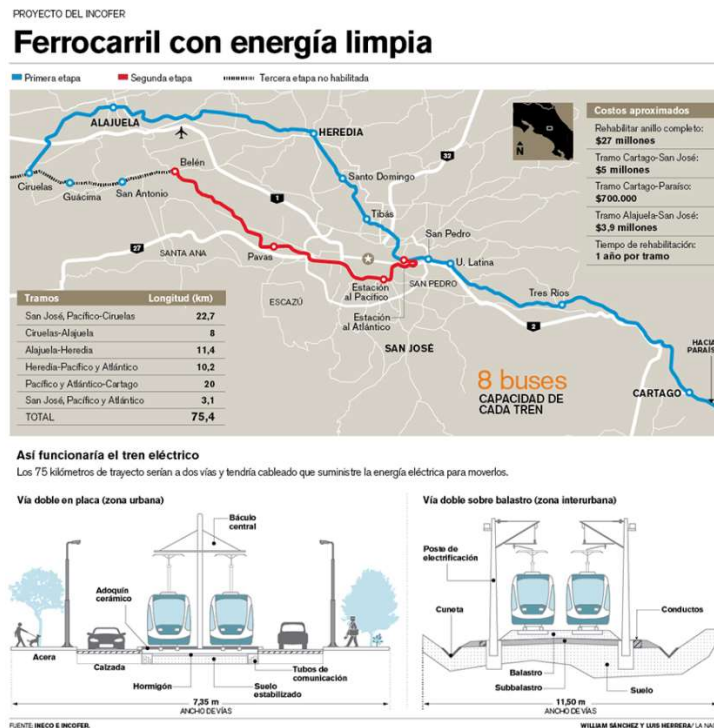 PROYECTO DEL INCOFER
Ferrocarril con energía limpia
Primera etapa
Segunda etapa
Tercera etapa no habilitada
ALAJUELA
HEREDIA
Belén
Ciruelas
Guácima
San Antonio
Santo Domingo
Tibás
San Pedro
U. Latina
SAN PEDRO
Tres Ríos
Pavas
SANTA ANA
ESCAZÚ
Estación
al Pacífico
Estación
al Atlántico
SAN JOSÉ
CARTAGO
HACIA
1
32
27
2
N
Costos aproximados
Rehabilitar anillo completo:
$27 millones
Tramo Cartago-San José:
$5 millones
Tramo Cartago-Paraíso:
$700.000
Tramo Alajuela-San José:
$3,9 millones
Tiempo de rehabilitación:
1 año por tramo
Tramos Longitud (km)
San José, Pacífico-Ciruelas 22,7
Ciruelas-Alajuela 8
Alajuela-Heredia 11,4
Heredia-Pacífico y Atlántico 10,2
Pacífico y Atlántico-Cartago 20
San José, Pacífico y Atlántico 3,1
TOTAL 75,4
8 buses
CAPACIDAD DE
CADA TREN
Así funcionaría el tren eléctrico
Los 75 kilómetros de trayecto serían a dos vías y tendría cableado que suministre la energía eléctrica para moverlos.
Vía doble en placa (zona urbana)
Báculo
central
Adoquín
cerámico
Acera
Calzada
Hormigón
Suelo
estabilizado
Tubos de
comunicación
7,35 m
ANCHO DE VÍAS
Vía doble sobre balastro (zona interurbana)
Poste de
electrificación
Cuneta
Conductos
Balastro
Subbalastro
Suelo
11,50 m
ANCHO DE VÍAS
FUENTE: INECO E INCOFER.
WILLIAM SÁNCHEZ Y LUIS HERRERA/ LA NA